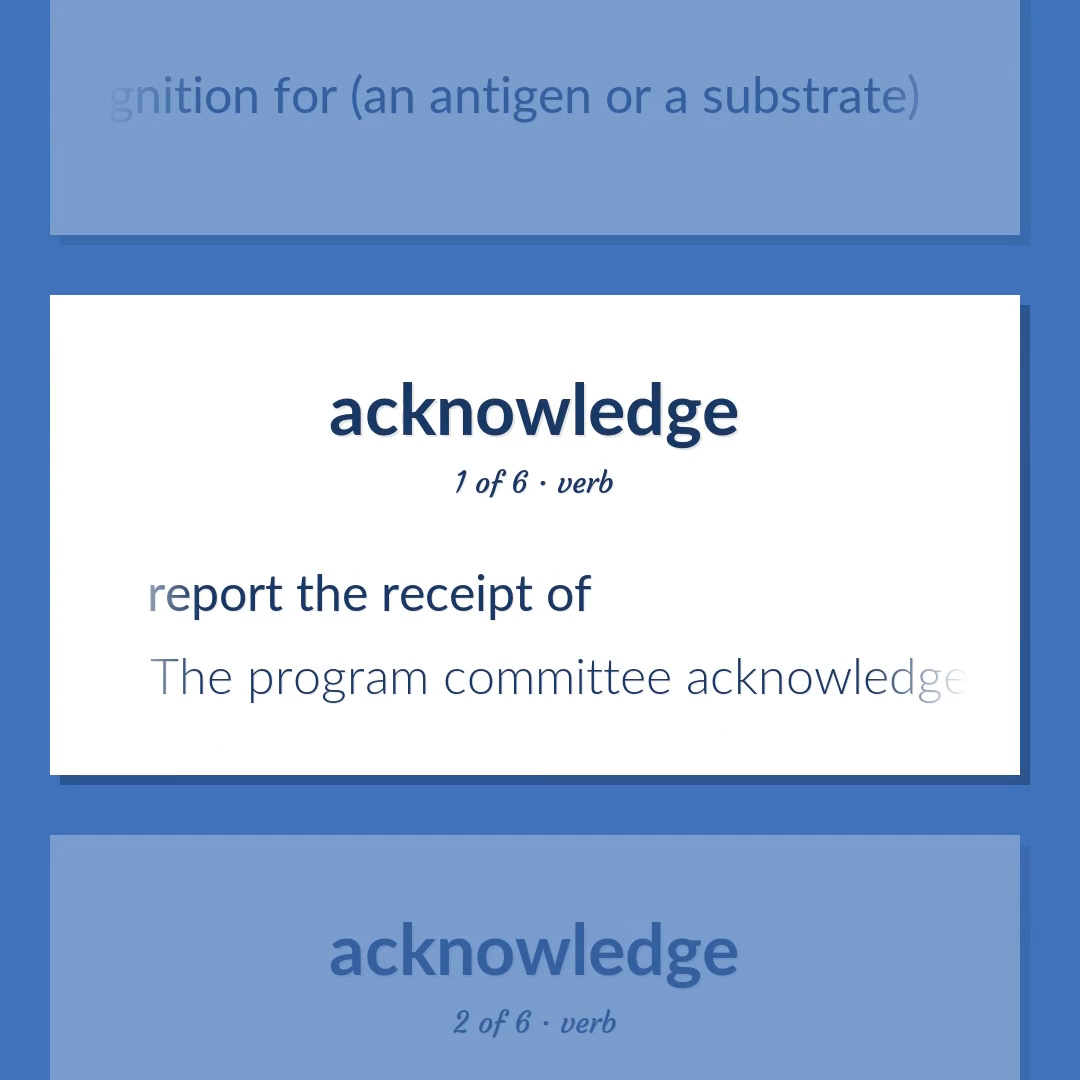 gnition for (an antigen or a substrate)
acknowledge
1 of 6 · verb
report the receipt of
The program committee acknowledge
acknowledge
2 of 6 · verb